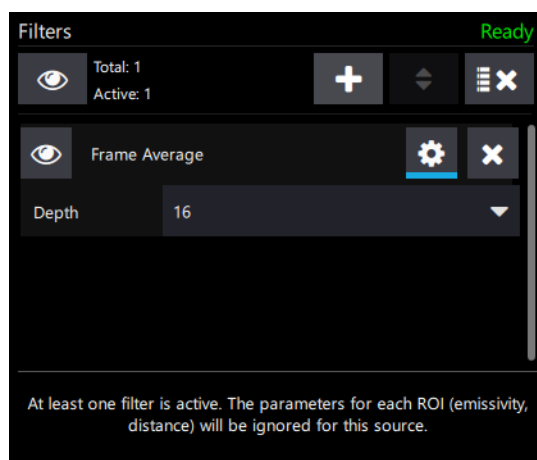 Filters
Ready
Total: 1
Active: 1
Frame Average
Depth
16
At least one filter is active. The parameters for each ROI (emissivity,
distance) will be ignored for this source.